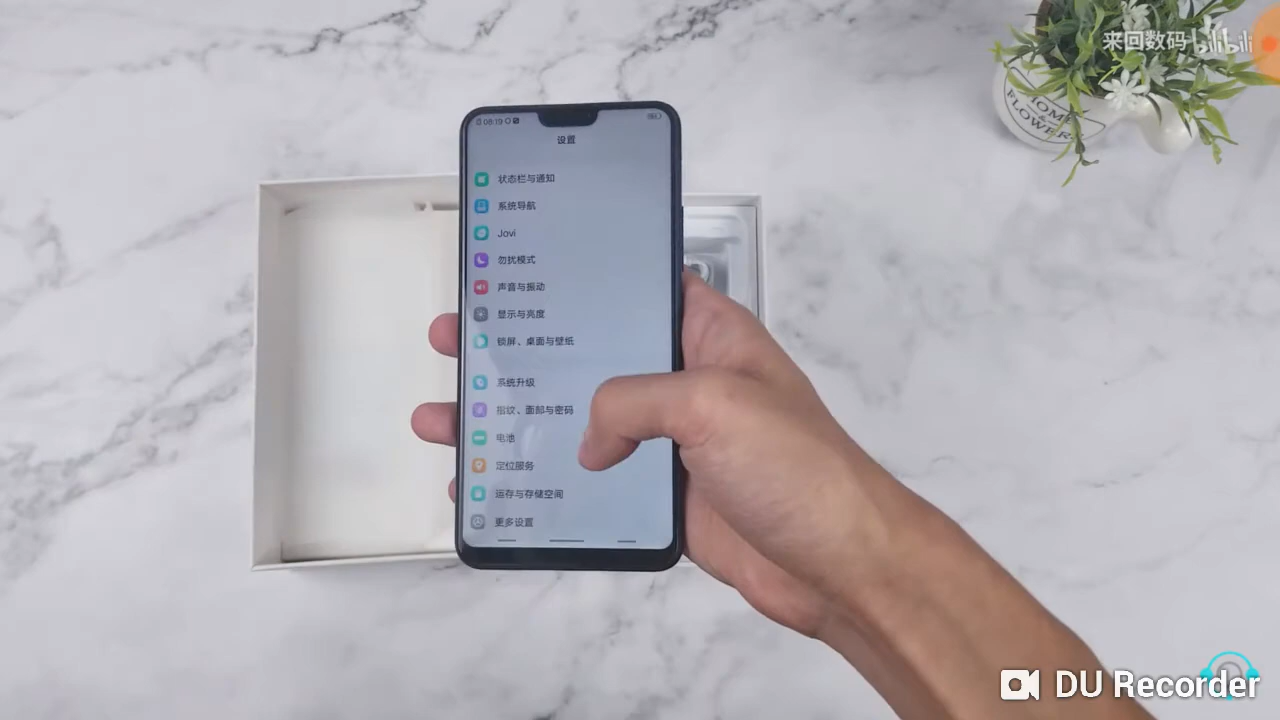 来回数码 bilibili
HOME
&
FLOWERS
08:19
设置
状态栏与通知
系统导航
Jovi
勿扰模式
声音与振动
显示与亮度
锁屏、桌面与壁纸
系统升级
指纹、面部与密码
电池
定位服务
运存与存储空间
更多设置
DU Recorder